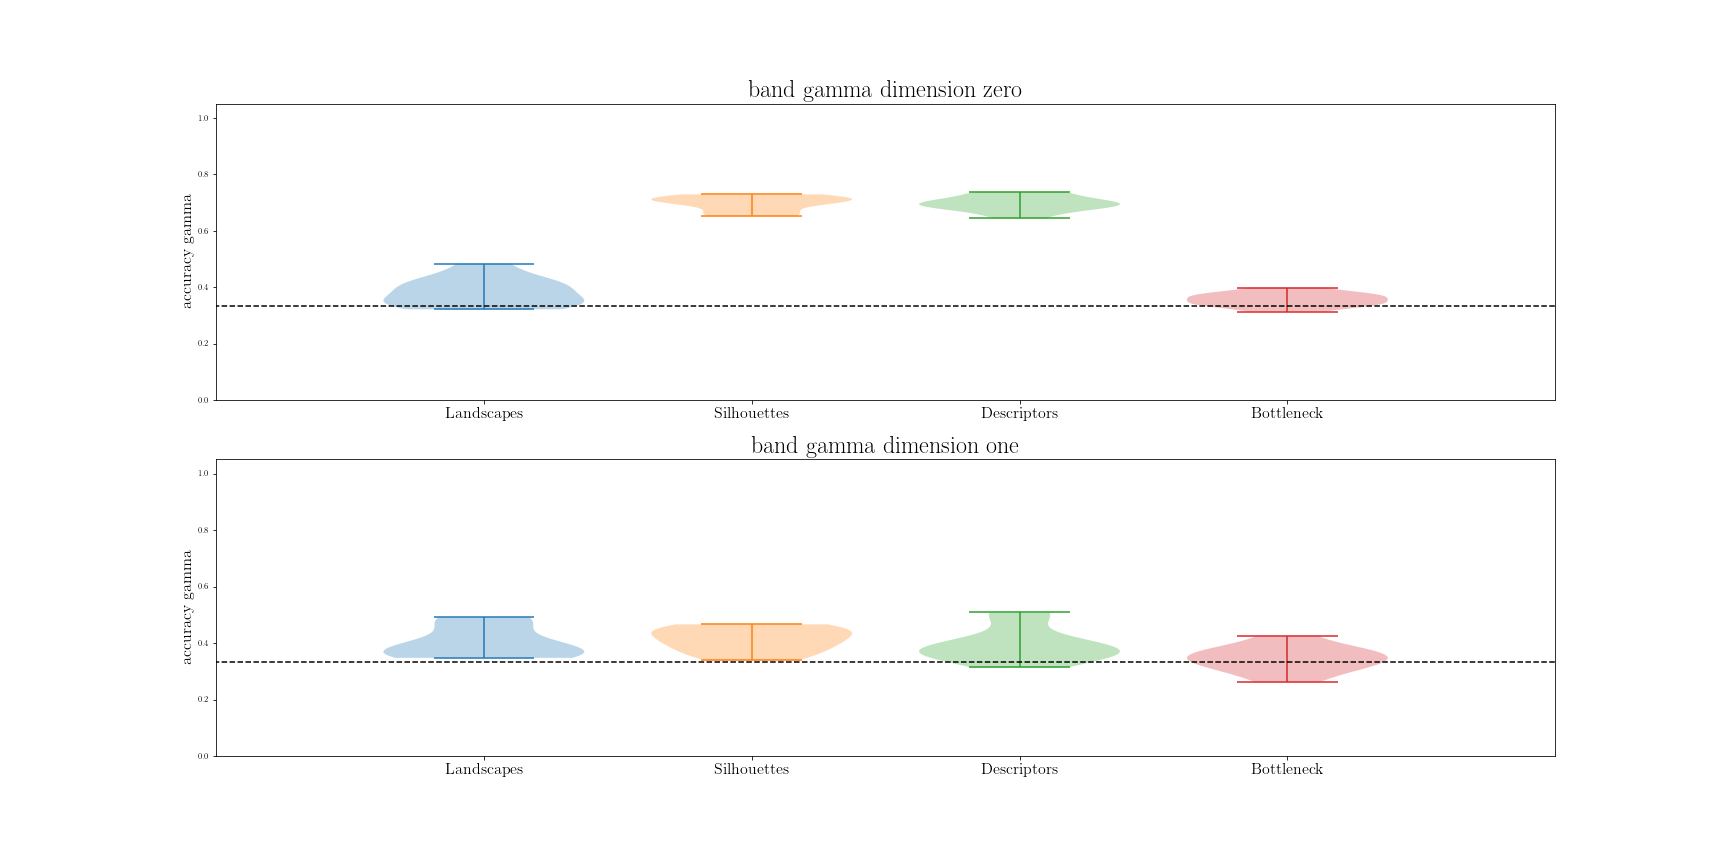 band gamma dimension zero
accuracy gamma
1.0
0.8
0.6
0.4
0.2
0.0
Landscapes Silhouettes Descriptors Bottleneck
band gamma dimension one
accuracy gamma
1.0
0.8
0.6
0.4
0.2
0.0
Landscapes Silhouettes Descriptors Bottleneck